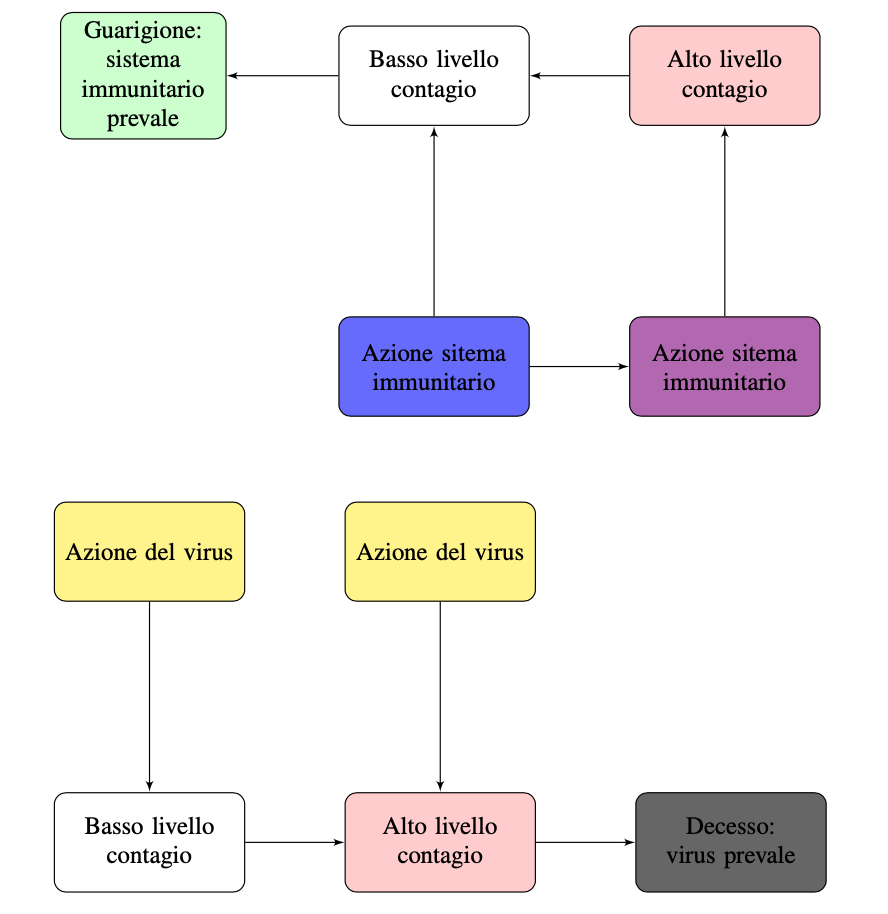 Guarigione:
sistema
immunitario
prevale
Basso livello
contagio
Alto livello
contagio
Azione sitema
immunitario
Azione sitema
immunitario
Azione del virus
Azione del virus
Basso livello
contagio
Alto livello
contagio
Decesso:
virus prevale